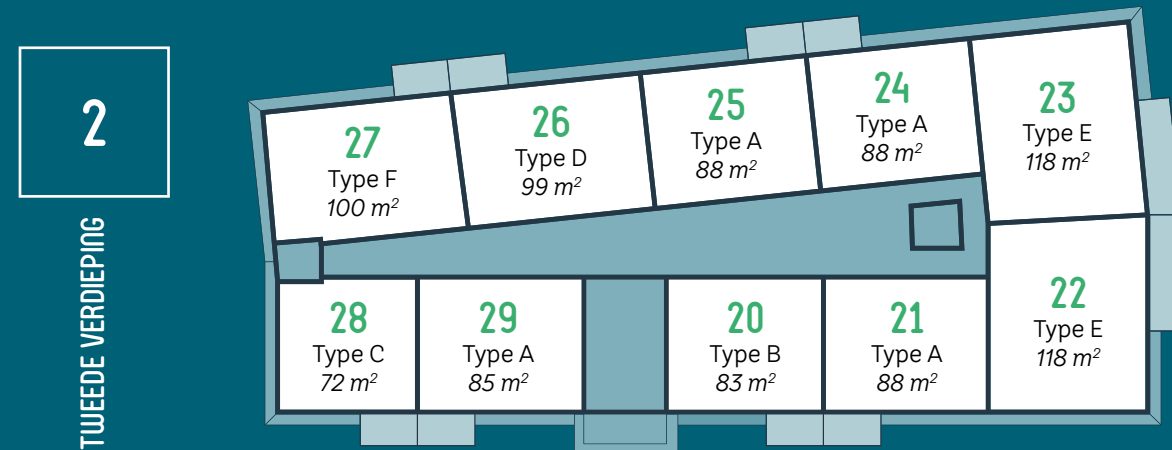 2
TWEEDE VERDIEPING
27
Type F
100 m²
26
Type D
99 m²
25
Type A
88 m²
24
Type A
88 m²
23
Type E
118 m²
28
Type C
72 m²
29
Type A
85 m²
20
Type B
83 m²
21
Type A
88 m²
22
Type E
118 m²